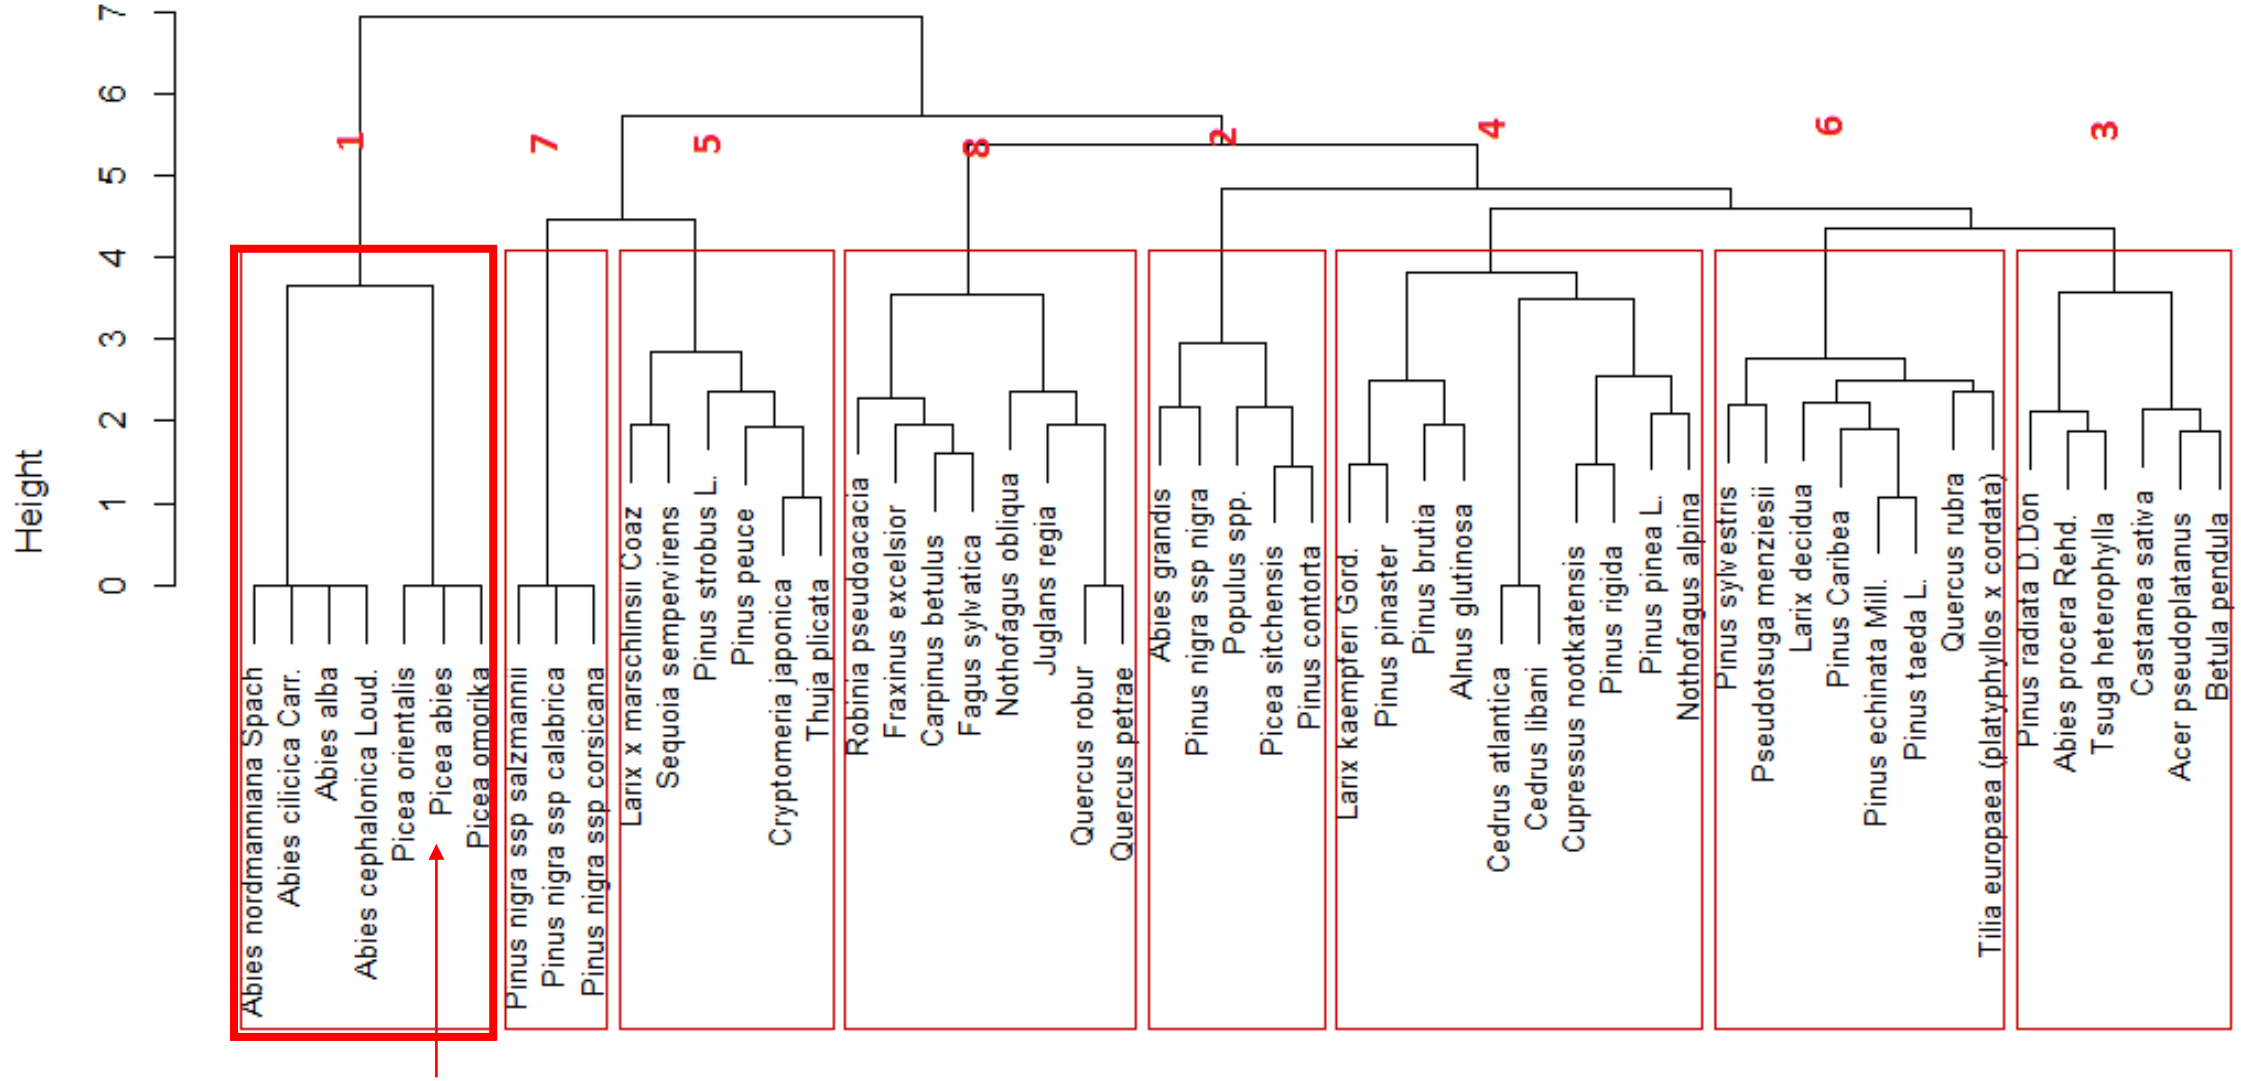 Height
7
6
5
4
3
2
1
0
1
7
5
8
2
4
6
3
Abies nordmanniana Spach
Abies cilicica Carr.
Abies alba
Abies cephalonica Loud.
Picea orientalis
Picea abies
Picea omorika
Pinus nigra ssp salzmannii
Pinus nigra ssp calabrica
Pinus nigra ssp corsicana
Larix x marschlinsii Coaz
Sequoia sempervirens
Pinus strobus L.
Pinus peuce
Cryptomeria japonica
Thuja plicata
Robinia pseudoacacia
Fraxinus excelsior
Carpinus betulus
Fagus sylvatica
Nothofagus obliqua
Juglans regia
Quercus robur
Quercus petrae
Abies grandis
Pinus nigra ssp nigra
Populus spp.
Picea sitchensis
Pinus contorta
Larix kaempferi Gord.
Pinus pinaster
Pinus brutia
Alnus glutinosa
Cedrus atlantica
Cedrus libani
Cupressus nootkatensis
Pinus rigida
Pinus pinea L.
Nothofagus alpina
Pinus sylvestris
Pseudotsuga menziesii
Larix decidua
Pinus Caribea
Pinus echinata Mill.
Pinus taeda L.
Quercus rubra
Tilia europaea (platyphyllos x cordata)
Pinus radiata D.Don
Abies procera Rehd.
Tsuga heterophylla
Castanea sativa
Acer pseudoplatanus
Betula pendula